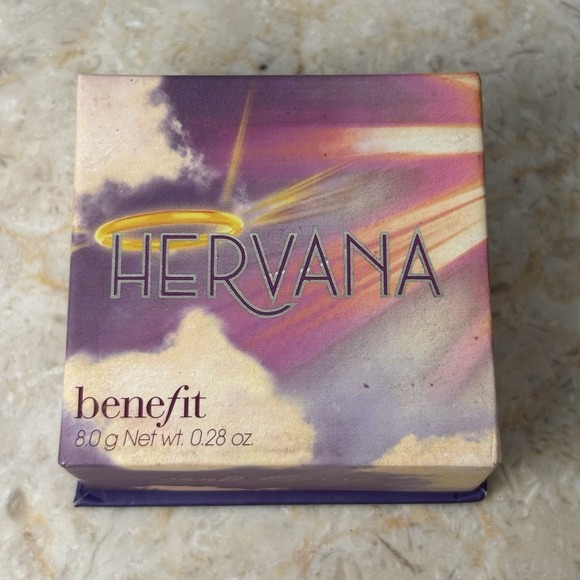 HERVANA
benefit
8.0 g Net wt. 0.28 oz.